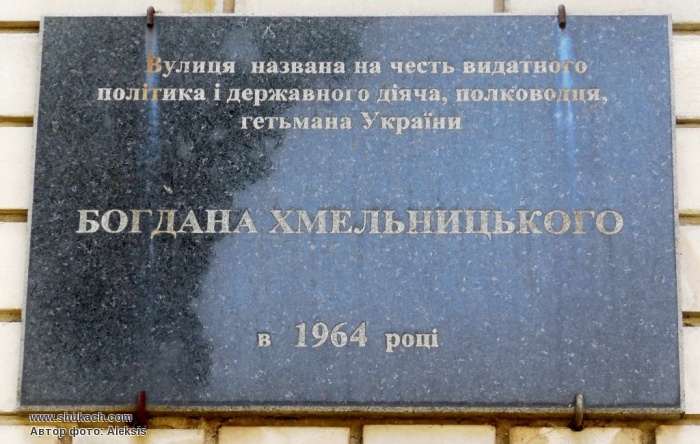 Вулиця названа на честь видатного
політика і державного діяча, полководця,
гетьмана України
БОГДАНА ХМЕЛЬНИЦЬКОГО
в 1964 році
www.shukach.com
Автор фото: Aleksis